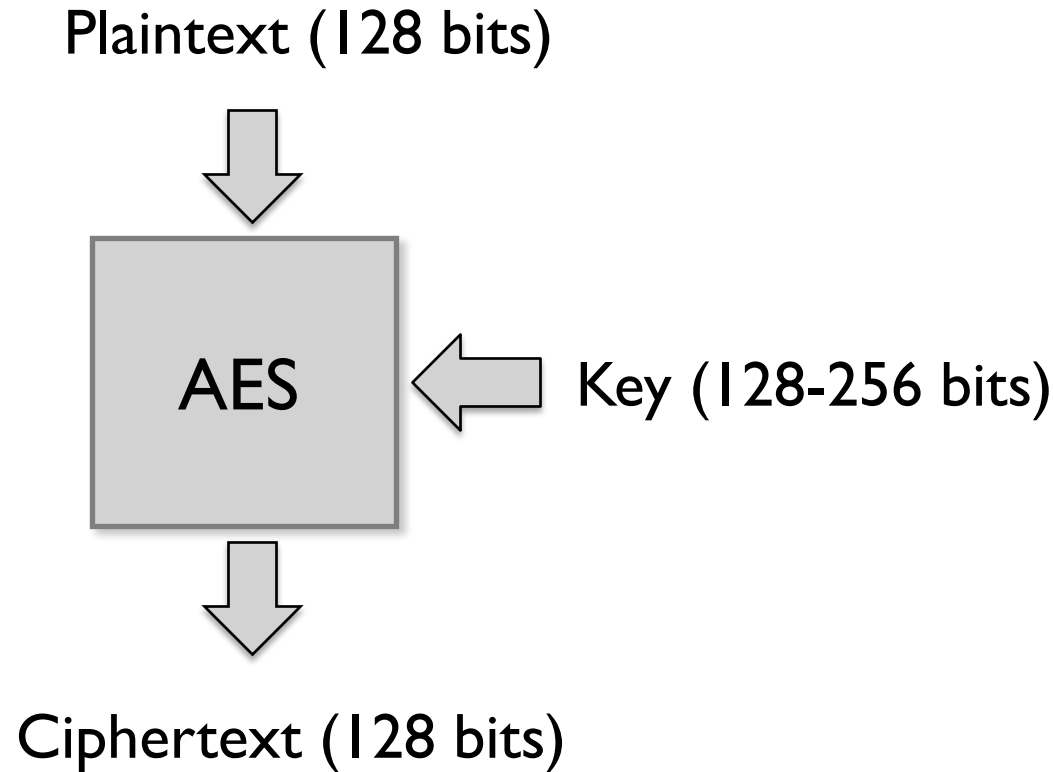 Plaintext (128 bits)
AES
Key (128-256 bits)
Ciphertext (128 bits)